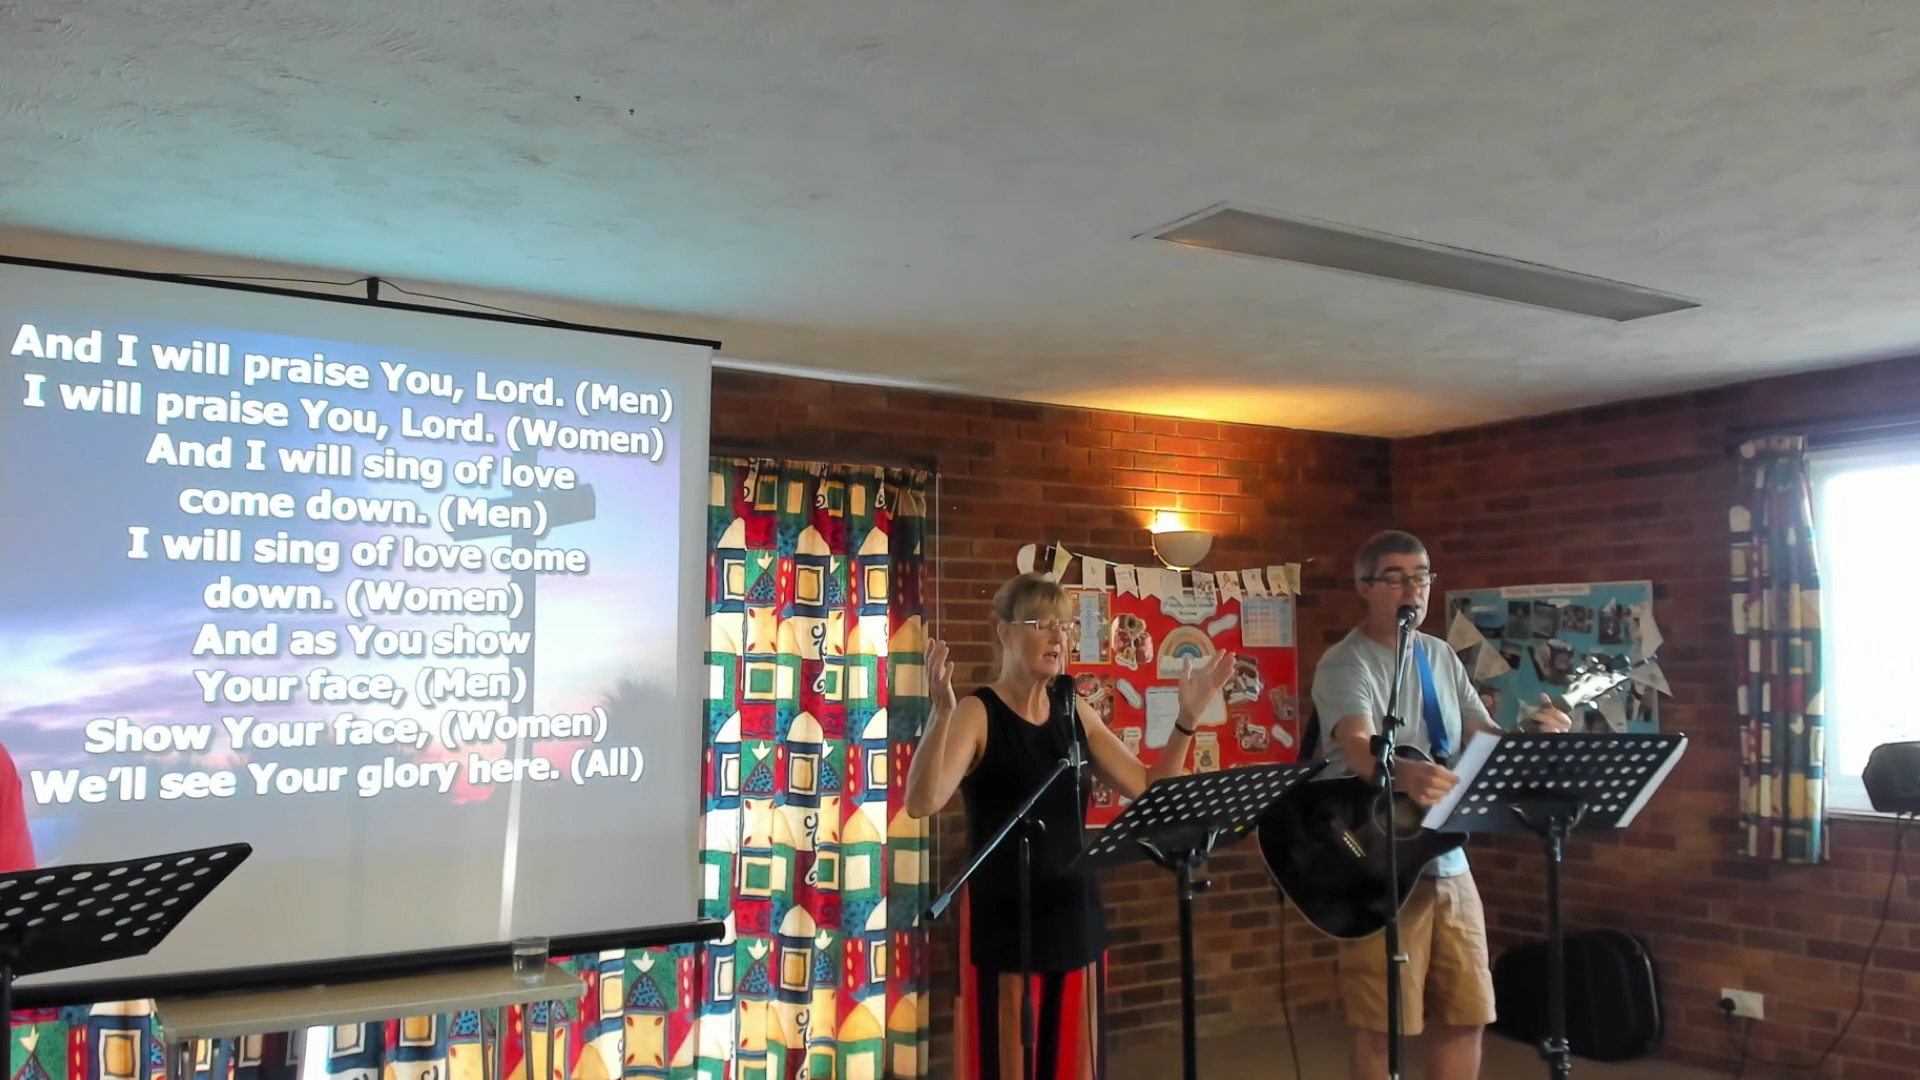 And I will praise You, Lord. (Men)
I will praise You, Lord. (Women)
And I will sing of love
come down. (Men)
I will sing of love come
down. (Women)
And as You show
Your face, (Men)
Show Your face, (Women)
We'll see Your glory here. (All)